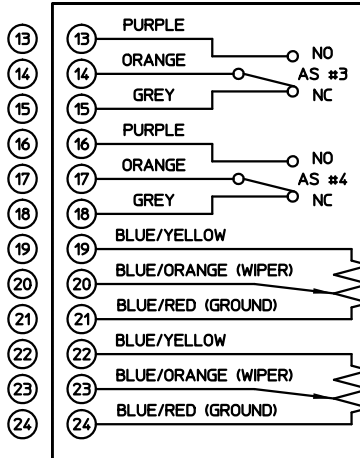 13 13 PURPLE NO
14 14 ORANGE AS #3
15 15 GREY NC
16 16 PURPLE NO
17 17 ORANGE AS #4
18 18 GREY NC
19 19 BLUE/YELLOW
20 20 BLUE/ORANGE (WIPER)
21 21 BLUE/RED (GROUND)
22 22 BLUE/YELLOW
23 23 BLUE/ORANGE (WIPER)
24 24 BLUE/RED (GROUND)